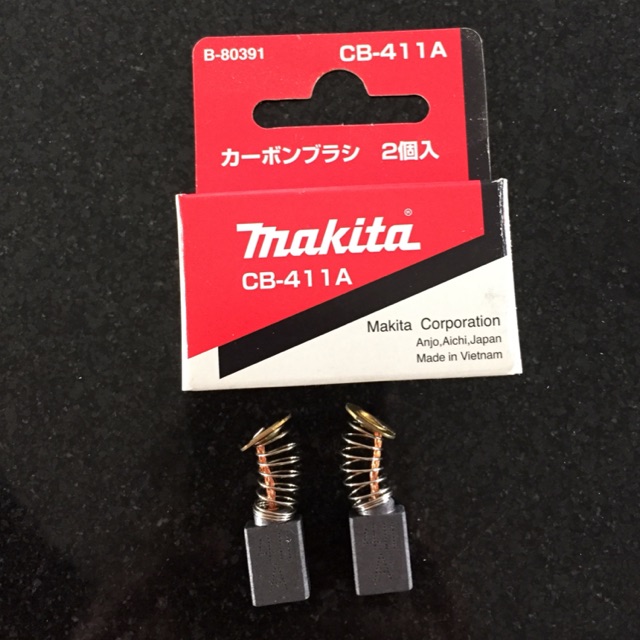 B-80391 CB-411A
カーボンブラシ 2個入
makita®
CB-411A
Makita Corporation
Anjo,Aichi,Japan
Made in Vietnam